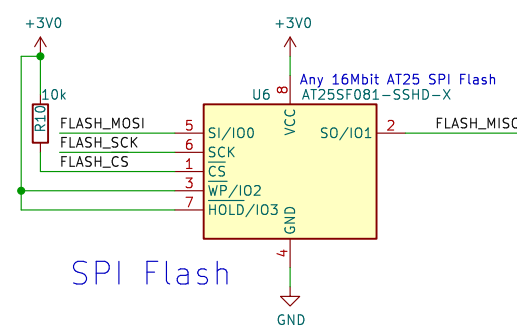 +3V0 +3V0
Any 16Mbit AT25 SPI Flash
10k U6 AT25SF081-SSHD-X
R10
8
VCC
FLASH_MOSI 5 SI/IO0 SO/IO1 2 FLASH_MISO
FLASH_SCK 6 SCK
FLASH_CS 1 CS
3 WP/IO2
7 HOLD/IO3
GND
4
SPI Flash
GND